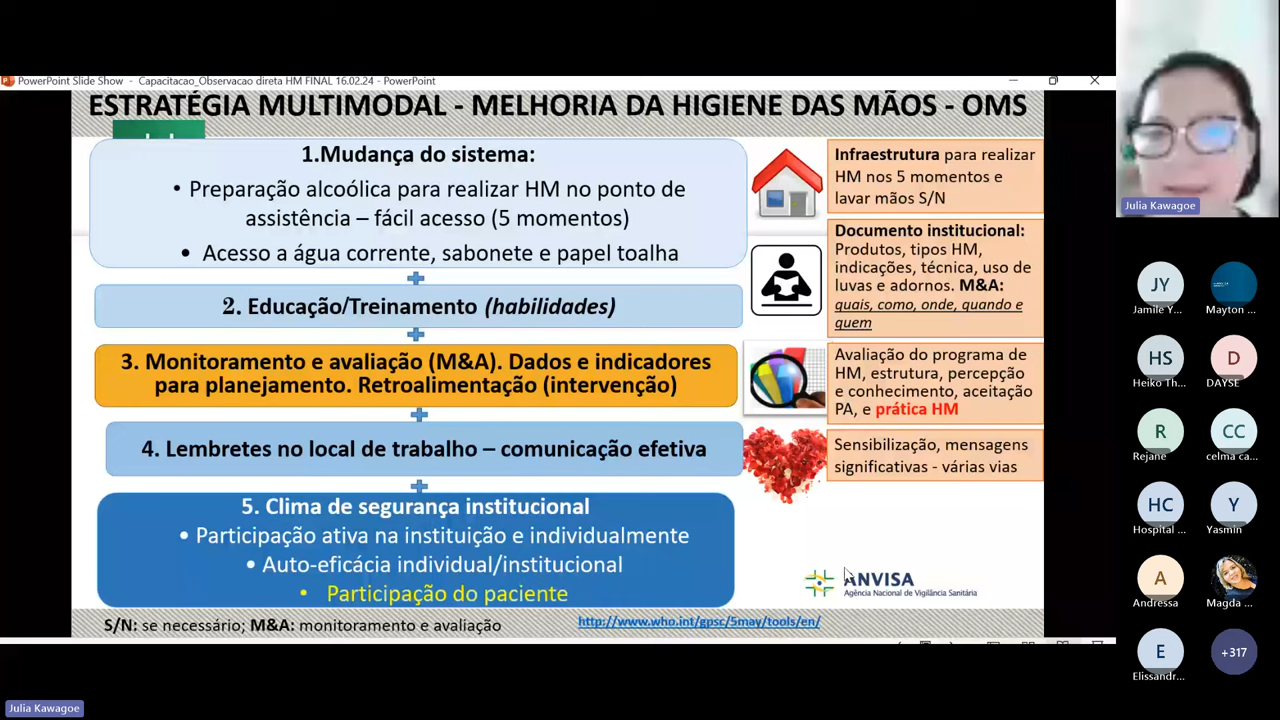 PowerPoint Slide Show - Capacitacao_Observacao direta HM FINAL 16.02.24 - PowerPoint
ESTRATÉGIA MULTIMODAL - MELHORIA DA HIGIENE DAS MÃOS - OMS
1.Mudança do sistema:
• Preparação alcoólica para realizar HM no ponto de
assistência – fácil acesso (5 momentos)
• Acesso a água corrente, sabonete e papel toalha
2. Educação/Treinamento (habilidades)
3. Monitoramento e avaliação (M&A). Dados e indicadores
para planejamento. Retroalimentação (intervenção)
4. Lembretes no local de trabalho – comunicação efetiva
5. Clima de segurança institucional
• Participação ativa na instituição e individualmente
• Auto-eficácia individual/institucional
• Participação do paciente
Infraestrutura para realizar
HM nos 5 momentos e
lavar mãos S/N
Documento institucional:
Produtos, tipos HM,
indicações, técnica, uso de
luvas e adornos. M&A:
quais, como, onde, quando e
quem
Avaliação do programa de
HM, estrutura, percepção
e conhecimento, aceitação
PA, e prática HM
Sensibilização, mensagens
significativas - várias vias
ANVISA
Agência Nacional de Vigilância Sanitária
S/N: se necessário; M&A: monitoramento e avaliação
http://www.who.int/gpsc/5may/tools/en/
Julia Kawagoe
JY
Jamile Y...
Mayton ...
HS
Heiko Th...
D
DAYSE
R
Rejane
CC
celma ca...
HC
Hospital ...
Y
Yasmin
A
Andressa
Magda ...
E
Elissandr...
+317
Julia Kawagoe